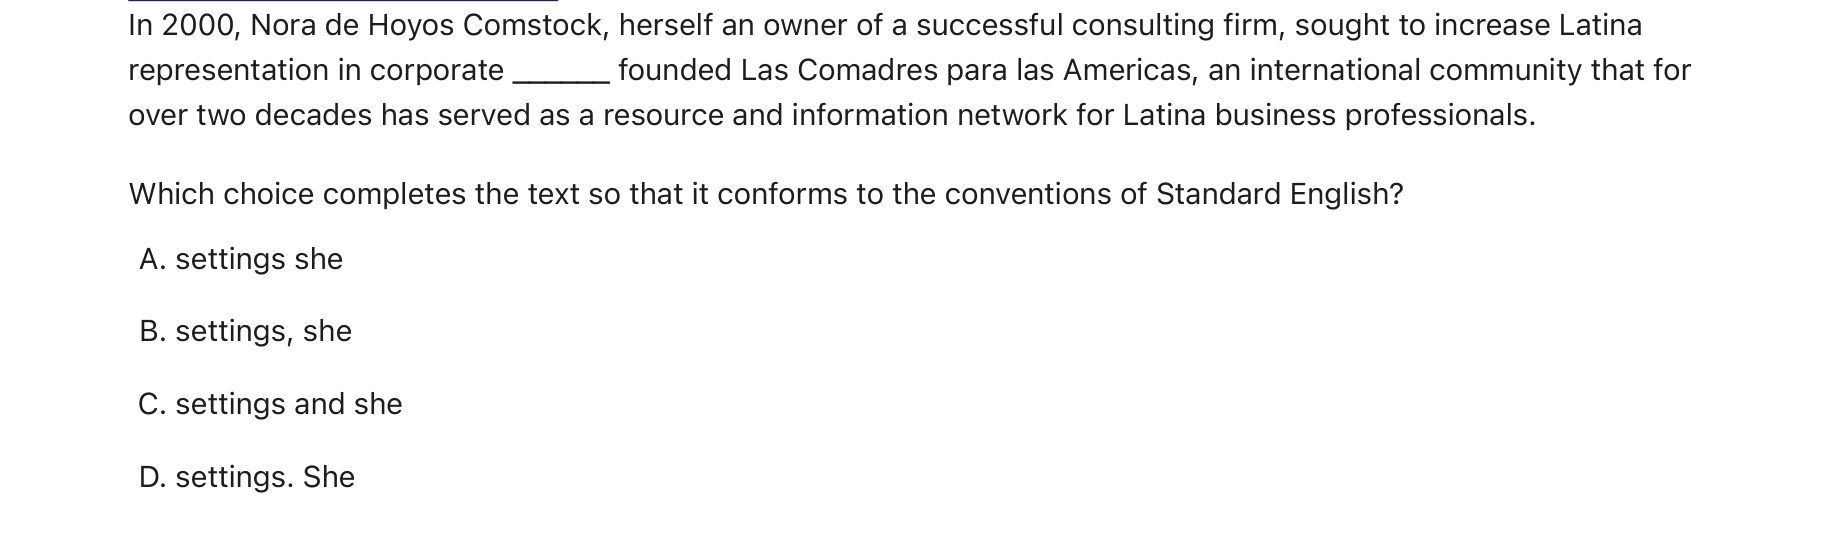 In 2000, Nora de Hoyos Comstock, herself an owner of a successful consulting firm, sought to increase Latina
representation in corporate ______ founded Las Comadres para las Americas, an international community that for
over two decades has served as a resource and information network for Latina business professionals.
Which choice completes the text so that it conforms to the conventions of Standard English?
A. settings she
B. settings, she
C. settings and she
D. settings. She